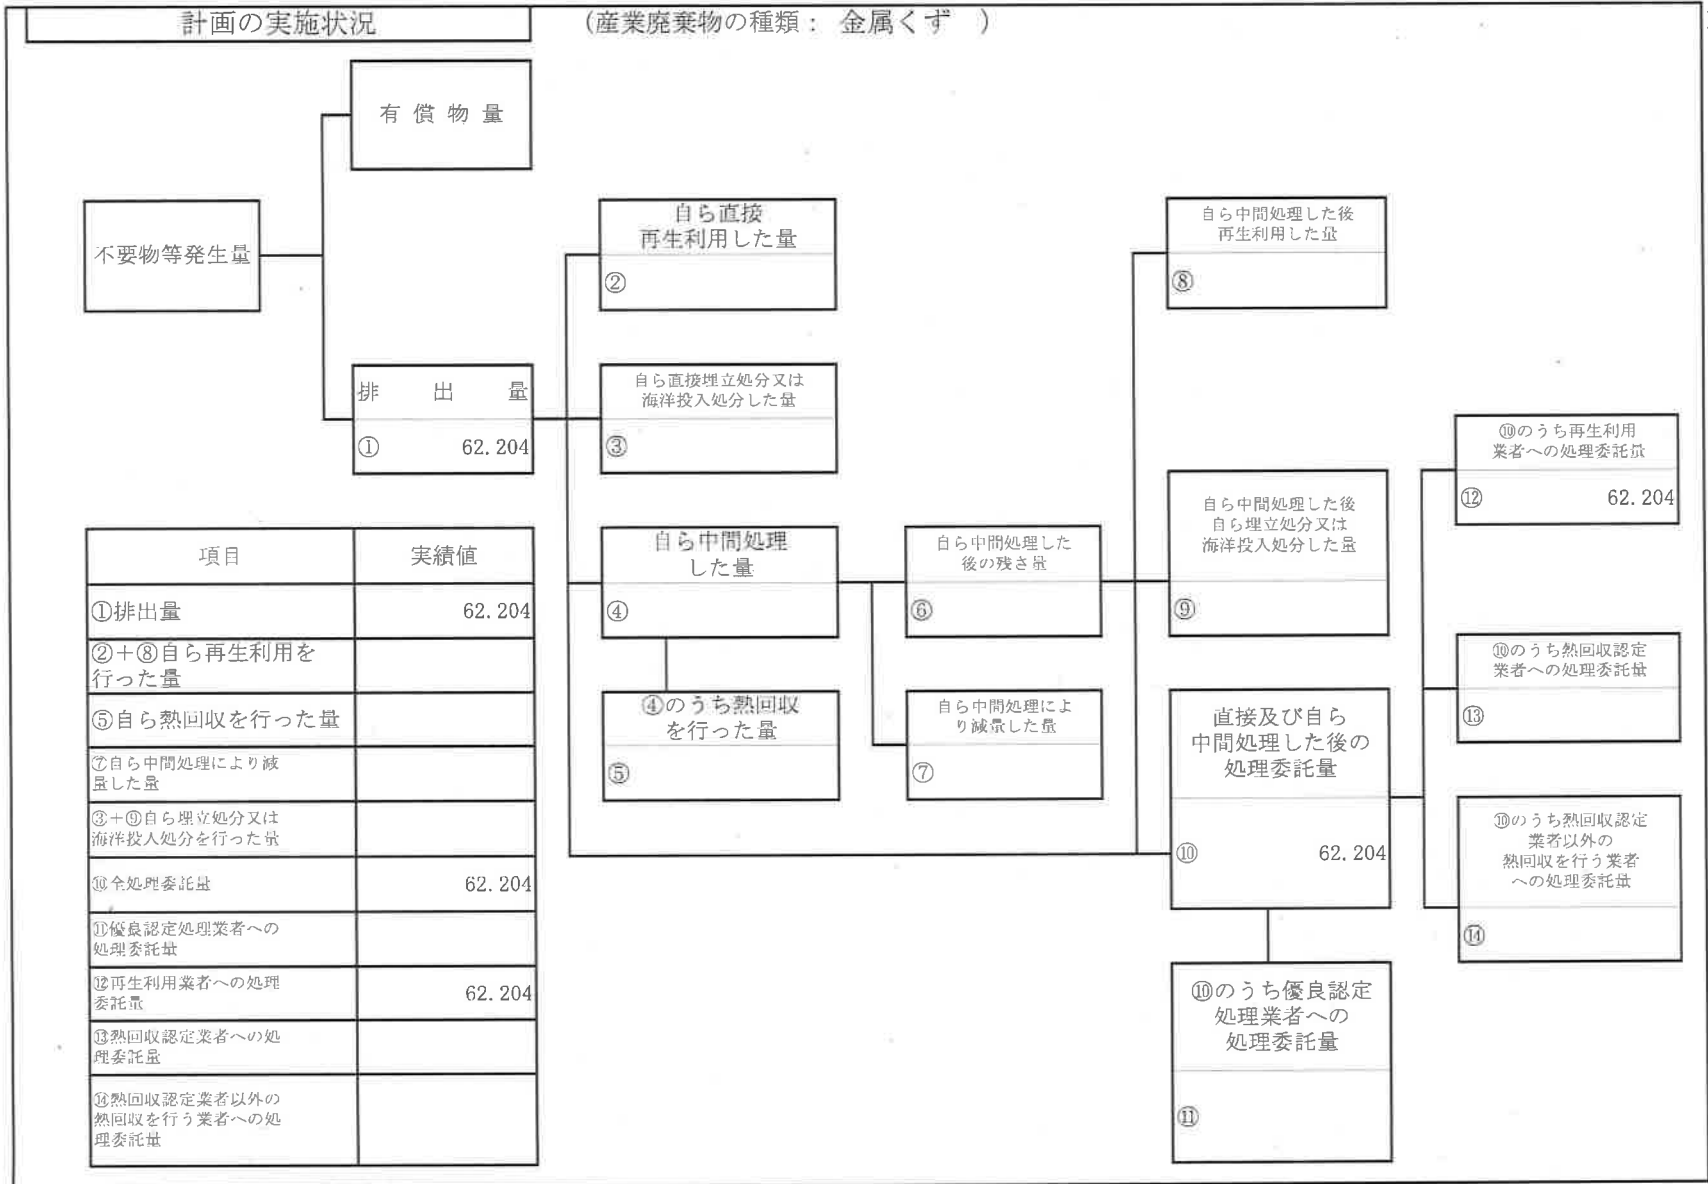 計画の実施状況
(産業廃棄物の種類： 金属くず )
有償物量
不要物等発生量
排出量
① 62.204
自ら直接
再生利用した量
②
自ら直接埋立処分又は
海洋投入処分した量
③
自ら中間処理
した量
④
④のうち熱回収
を行った量
⑤
自ら中間処理した
後の残さ量
⑥
自ら中間処理によ
り減量した量
⑦
自ら中間処理した後
再生利用した量
⑧
自ら中間処理した後
自ら埋立処分又は
海洋投入処分した量
⑨
直接及び自ら
中間処理した後の
処理委託量
⑩ 62.204
⑩のうち優良認定
処理業者への
処理委託量
⑪
⑩のうち再生利用
業者への処理委託量
⑫ 62.204
⑩のうち熱回収認定
業者への処理委託量
⑬
⑩のうち熱回収認定
業者以外の
熱回収を行う業者
への処理委託量
⑭
項目 実績値
①排出量 62.204
②＋⑧自ら再生利用を
行った量
⑤自ら熱回収を行った量
⑦自ら中間処理により減
量した量
③＋⑨自ら埋立処分又は
海洋投入処分を行った量
⑩全処理委託量 62.204
⑪優良認定処理業者への
処理委託量
⑫再生利用業者への処理
委託量 62.204
⑬熱回収認定業者への処
理委託量
⑭熱回収認定業者以外の
熱回収を行う業者への処
理委託量